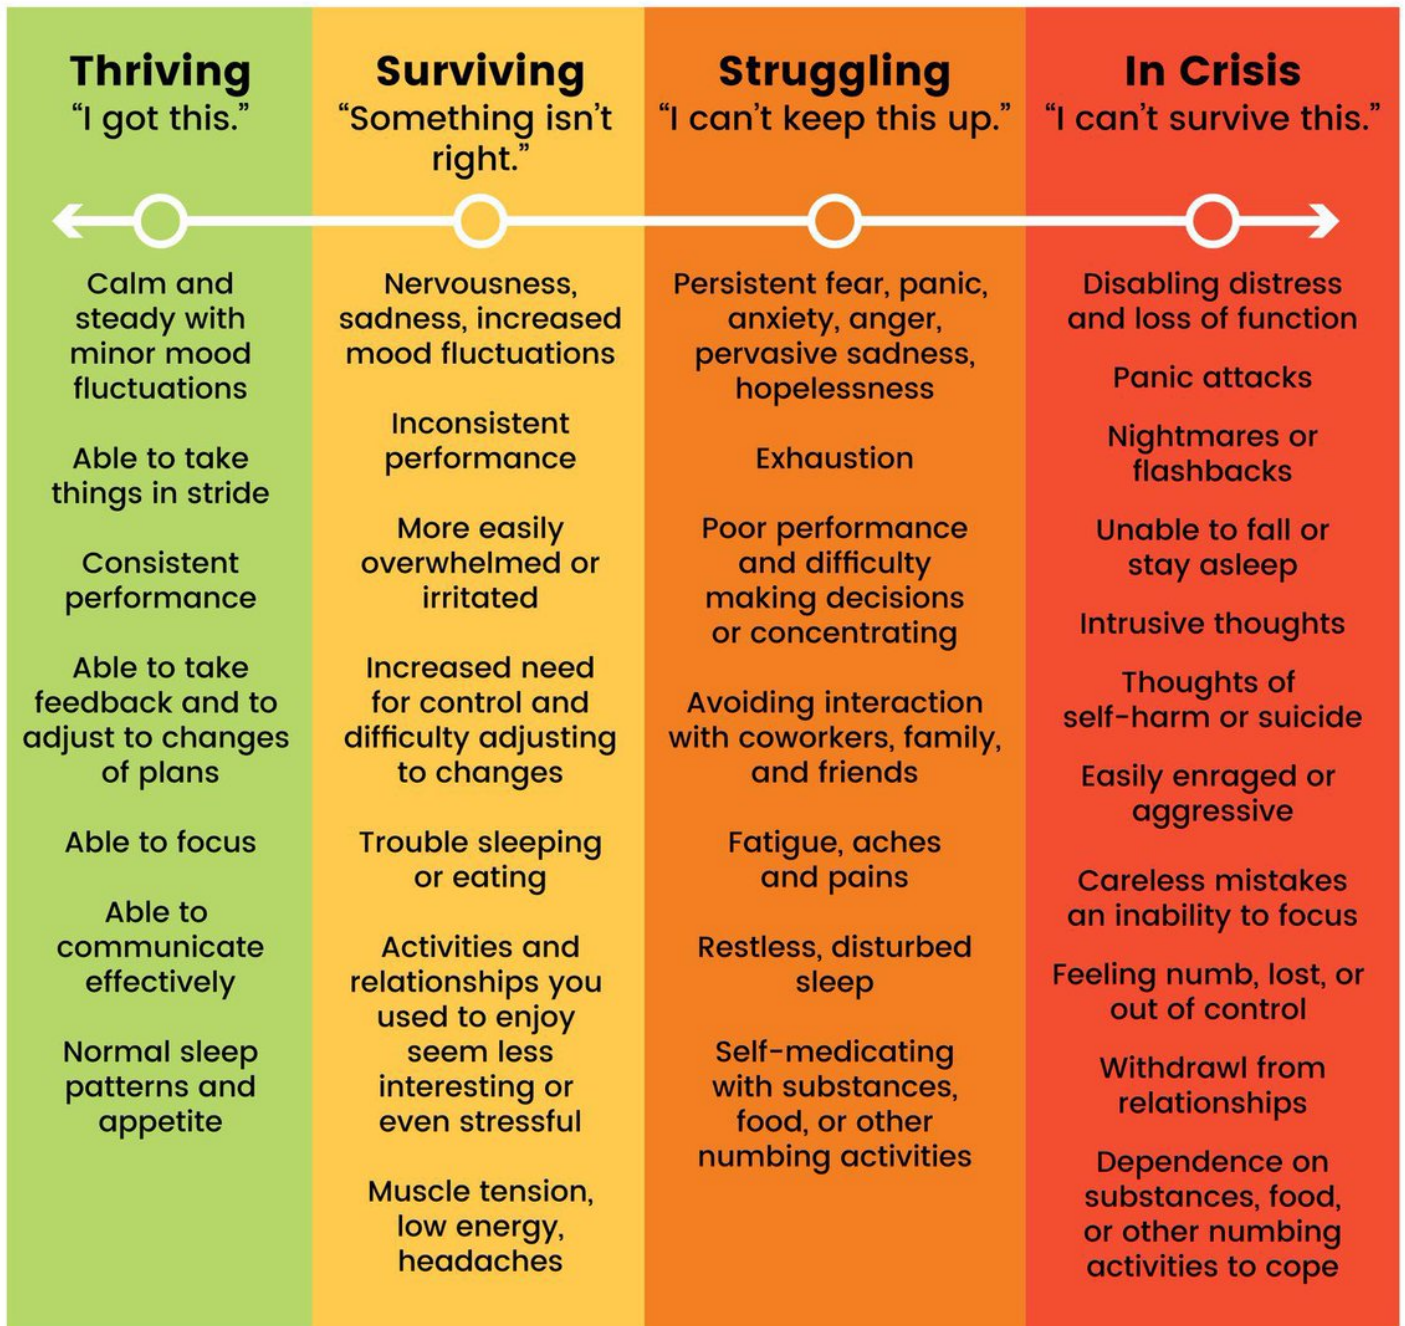 Thriving
“I got this.”
Calm and
steady with
minor mood
fluctuations
Able to take
things in stride
Consistent
performance
Able to take
feedback and to
adjust to changes
of plans
Able to focus
Able to
communicate
effectively
Normal sleep
patterns and
appetite
Surviving
“Something isn’t
right.”
Nervousness,
sadness, increased
mood fluctuations
Inconsistent
performance
More easily
overwhelmed or
irritated
Increased need
for control and
difficulty adjusting
to changes
Trouble sleeping
or eating
Activities and
relationships you
used to enjoy
seem less
interesting or
even stressful
Muscle tension,
low energy,
headaches
Struggling
“I can’t keep this up.”
Persistent fear, panic,
anxiety, anger,
pervasive sadness,
hopelessness
Exhaustion
Poor performance
and difficulty
making decisions
or concentrating
Avoiding interaction
with coworkers, family,
and friends
Fatigue, aches
and pains
Restless, disturbed
sleep
Self-medicating
with substances,
food, or other
numbing activities
In Crisis
“I can’t survive this.”
Disabling distress
and loss of function
Panic attacks
Nightmares or
flashbacks
Unable to fall or
stay asleep
Intrusive thoughts
Thoughts of
self-harm or suicide
Easily enraged or
aggressive
Careless mistakes
an inability to focus
Feeling numb, lost, or
out of control
Withdrawl from
relationships
Dependence on
substances, food,
or other numbing
activities to cope